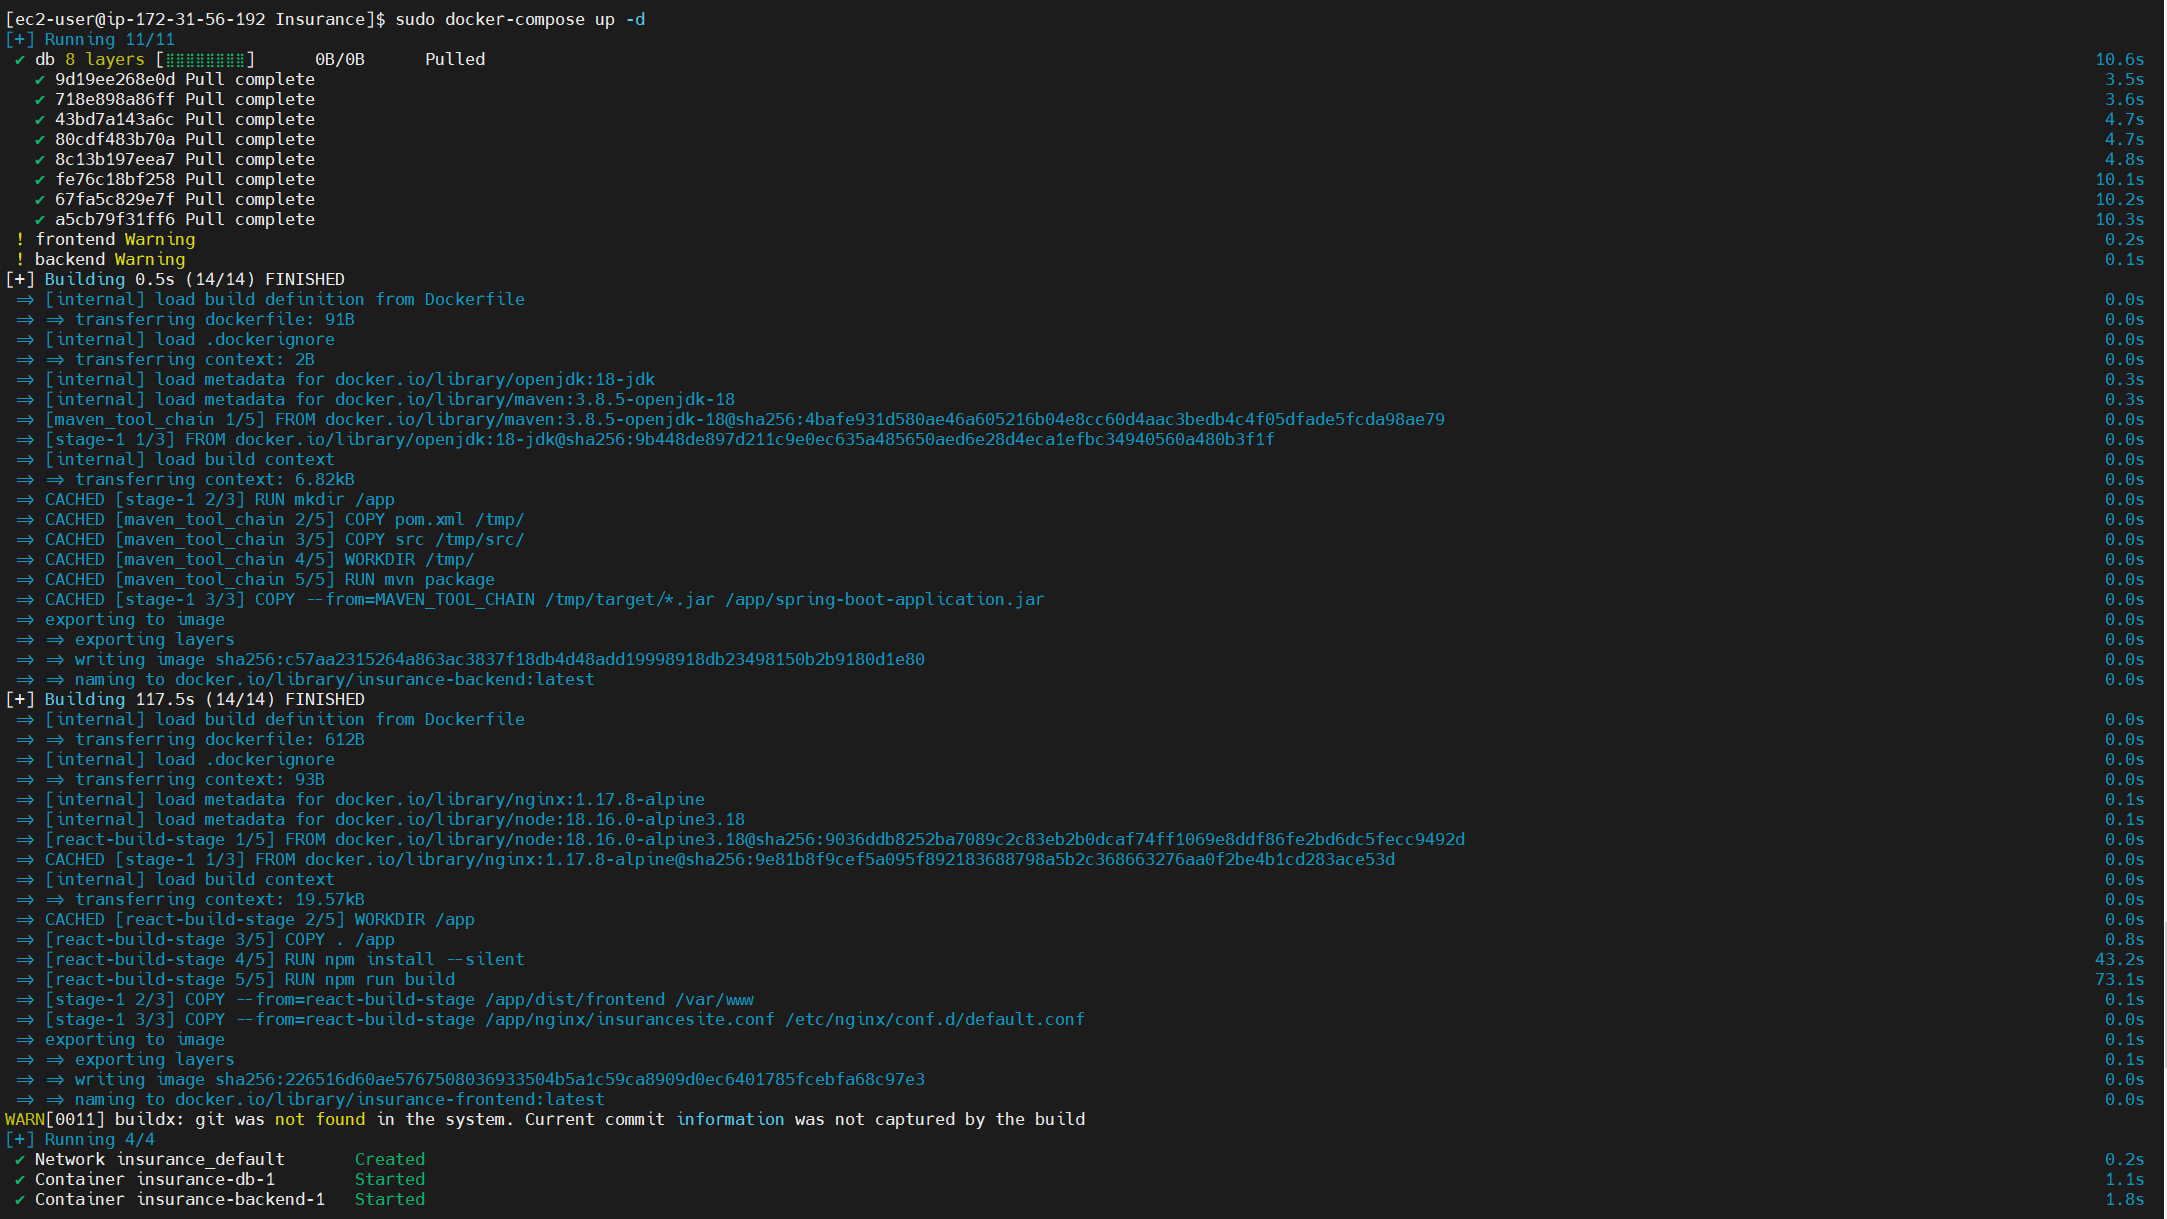 [ec2-user@ip-172-31-56-192 Insurance]$ sudo docker-compose up -d
[+] Running 11/11
✔ db 8 layers [⣿⣿⣿⣿⣿⣿⣿⣿] 0B/0B Pulled 10.6s
✔ 9d19ee268e0d Pull complete 3.5s
✔ 718e898a86ff Pull complete 3.6s
✔ 43bd7a143a6c Pull complete 4.7s
✔ 80cdf483b70a Pull complete 4.7s
✔ 8c13b197eea7 Pull complete 4.8s
✔ fe76c18bf258 Pull complete 10.1s
✔ 67fa5c829e7f Pull complete 10.2s
✔ a5cb79f31ff6 Pull complete 10.3s
! frontend Warning 0.2s
! backend Warning 0.1s
[+] Building 0.5s (14/14) FINISHED
=> [internal] load build definition from Dockerfile 0.0s
=> => transferring dockerfile: 91B 0.0s
=> [internal] load .dockerignore 0.0s
=> => transferring context: 2B 0.0s
=> [internal] load metadata for docker.io/library/openjdk:18-jdk 0.3s
=> [internal] load metadata for docker.io/library/maven:3.8.5-openjdk-18 0.3s
=> [maven_tool_chain 1/5] FROM docker.io/library/maven:3.8.5-openjdk-18@sha256:4bafe931d580ae46a605216b04e8cc60d4aac3bedb4c4f05dfade5fcda98ae79 0.0s
=> [stage-1 1/3] FROM docker.io/library/openjdk:18-jdk@sha256:9b448de897d211c9e0ec635a485650aed6e28d4eca1efbc34940560a480b3f1f 0.0s
=> [internal] load build context 0.0s
=> => transferring context: 6.82kB 0.0s
=> CACHED [stage-1 2/3] RUN mkdir /app 0.0s
=> CACHED [maven_tool_chain 2/5] COPY pom.xml /tmp/ 0.0s
=> CACHED [maven_tool_chain 3/5] COPY src /tmp/src/ 0.0s
=> CACHED [maven_tool_chain 4/5] WORKDIR /tmp/ 0.0s
=> CACHED [maven_tool_chain 5/5] RUN mvn package 0.0s
=> CACHED [stage-1 3/3] COPY --from=MAVEN_TOOL_CHAIN /tmp/target/*.jar /app/spring-boot-application.jar 0.0s
=> exporting to image 0.0s
=> => exporting layers 0.0s
=> => writing image sha256:c57aa2315264a863ac3837f18db4d48add19998918db23498150b2b9180d1e80 0.0s
=> => naming to docker.io/library/insurance-backend:latest 0.0s
[+] Building 117.5s (14/14) FINISHED
=> [internal] load build definition from Dockerfile 0.0s
=> => transferring dockerfile: 612B 0.0s
=> [internal] load .dockerignore 0.0s
=> => transferring context: 93B 0.0s
=> [internal] load metadata for docker.io/library/nginx:1.17.8-alpine 0.1s
=> [internal] load metadata for docker.io/library/node:18.16.0-alpine3.18 0.1s
=> [react-build-stage 1/5] FROM docker.io/library/node:18.16.0-alpine3.18@sha256:9036ddb8252ba7089c2c83eb2b0dcaf74ff1069e8ddf86fe2bd6dc5fecc9492d 0.0s
=> CACHED [stage-1 1/3] FROM docker.io/library/nginx:1.17.8-alpine@sha256:9e81b8f9cef5a095f892183688798a5b2c368663276aa0f2be4b1cd283ace53d 0.0s
=> [internal] load build context 0.0s
=> => transferring context: 19.57kB 0.0s
=> CACHED [react-build-stage 2/5] WORKDIR /app 0.0s
=> [react-build-stage 3/5] COPY . /app 0.8s
=> [react-build-stage 4/5] RUN npm install --silent 43.2s
=> [react-build-stage 5/5] RUN npm run build 73.1s
=> [stage-1 2/3] COPY --from=react-build-stage /app/dist/frontend /var/www 0.1s
=> [stage-1 3/3] COPY --from=react-build-stage /app/nginx/insurancesite.conf /etc/nginx/conf.d/default.conf 0.0s
=> exporting to image 0.1s
=> => exporting layers 0.1s
=> => writing image sha256:226516d60ae5767508036933504b5a1c59ca8909d0ec6401785fcebfa68c97e3 0.0s
=> => naming to docker.io/library/insurance-frontend:latest 0.0s
WARN[0011] buildx: git was not found in the system. Current commit information was not captured by the build
[+] Running 4/4
✔ Network insurance_default Created 0.2s
✔ Container insurance-db-1 Started 1.1s
✔ Container insurance-backend-1 Started 1.8s